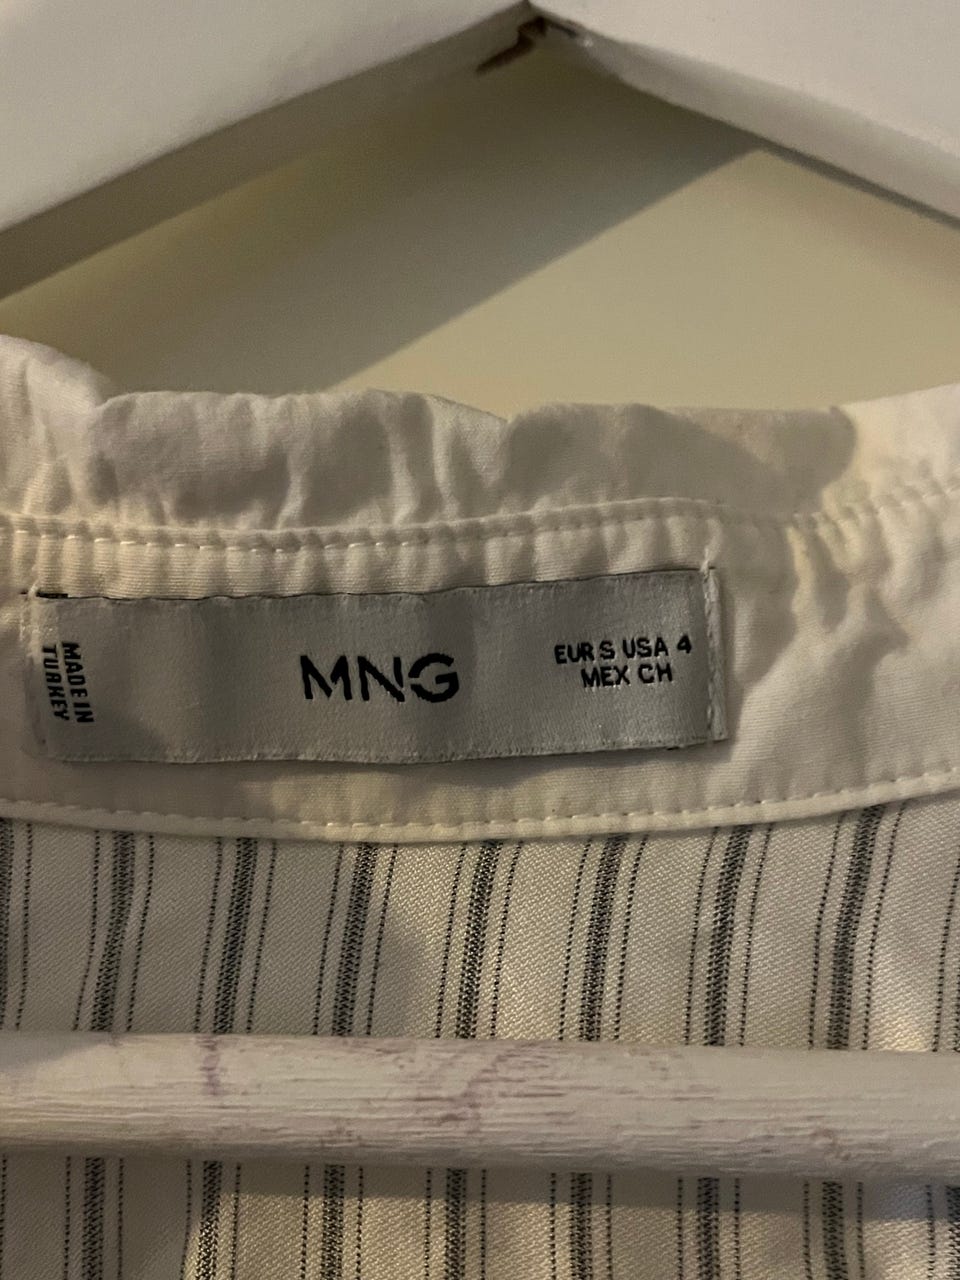 MADE IN
TURKEY
MNG
EUR S USA 4
MEX CH